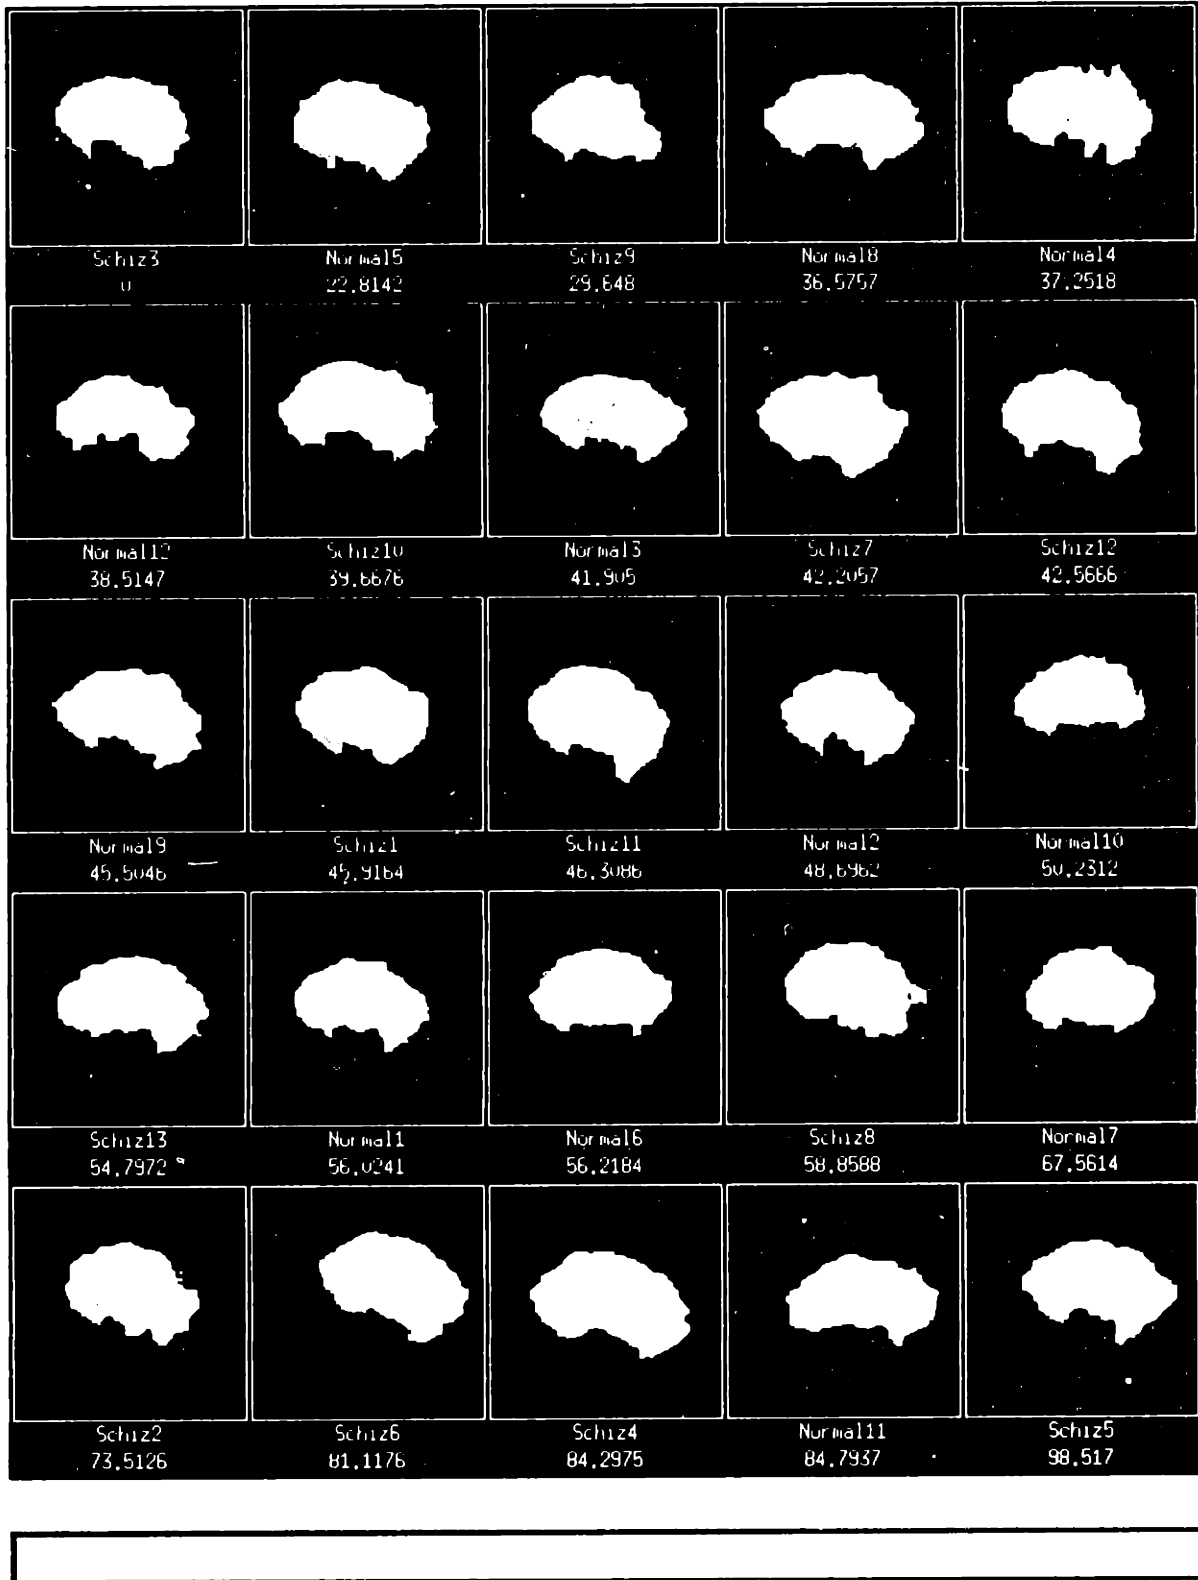 Schiz3 Normal5 Schiz9 Normal8 Normal4
0 22.8142 29.648 36.5757 37.2518
Normal12 Schiz10 Normal3 Schiz7 Schiz12
38.5147 39.6676 41.905 42.2057 42.5666
Normal9 Schiz1 Schiz11 Normal2 Normal10
45.5046 45.9164 46.3086 48.6962 50.2312
Schiz13 Normal1 Normal6 Schiz8 Normal7
54.7972 56.0241 56.2184 58.8588 67.5614
Schiz2 Schiz6 Schiz4 Normal11 Schiz5
73.5126 81.1176 84.2975 84.7937 98.517